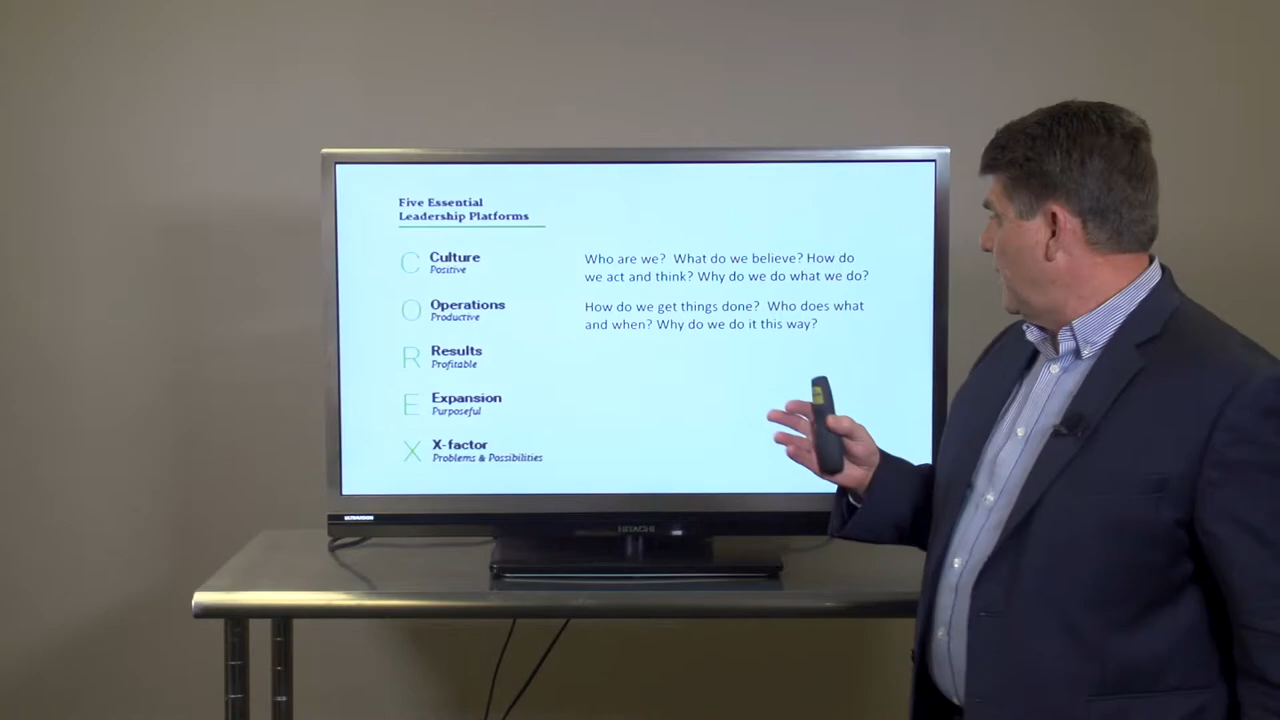 Five Essential
Leadership Platforms
C Culture
Positive
Who are we?  What do we believe? How do
we act and think? Why do we do what we do?
O Operations
Productive
How do we get things done?  Who does what
and when? Why do we do it this way?
R Results
Profitable
E Expansion
Purposeful
X X-factor
Problems & Possibilities
ULTRAVISION
HITACHI